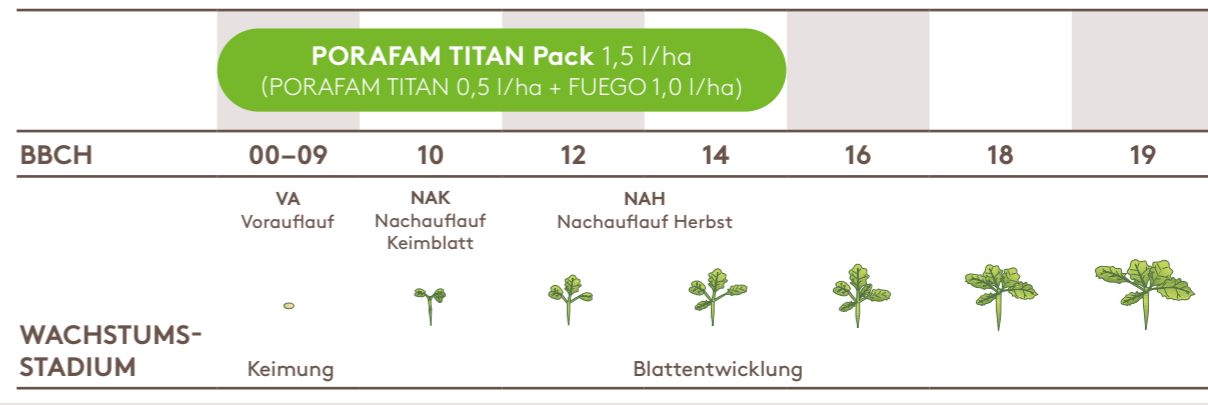 PORAFAM TITAN Pack 1,5 l/ha
(PORAFAM TITAN 0,5 l/ha + FUEGO 1,0 l/ha)
BBCH 00–09 10 12 14 16 18 19
VA NAK NAH
Vorauflauf Nachauflauf Nachauflauf Herbst
Keimblatt
WACHSTUMS-
STADIUM Keimung Blattentwicklung